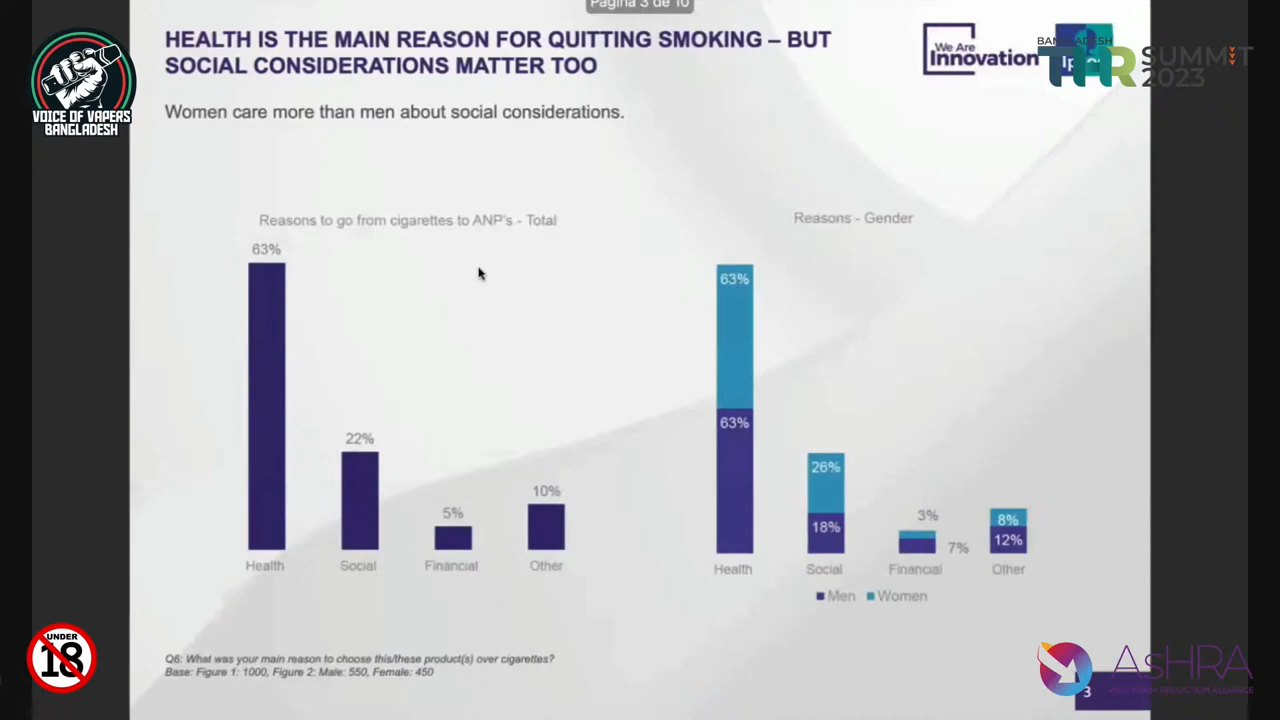 Página 3 de 10
HEALTH IS THE MAIN REASON FOR QUITTING SMOKING – BUT
SOCIAL CONSIDERATIONS MATTER TOO
Women care more than men about social considerations.
We Are
Innovation
BANGLADESH
THR
SUMMIT
2023
VOICE OF VAPERS
BANGLADESH
Reasons to go from cigarettes to ANP's - Total
63%
22%
5%
10%
Health
Social
Financial
Other
Reasons - Gender
63%
63%
26%
18%
3%
7%
8%
12%
Health
Social
Financial
Other
Men
Women
Q6: What was your main reason to choose this/these product(s) over cigarettes?
Base: Figure 1: 1000, Figure 2: Male: 550, Female: 450
UNDER
18
AsHRA
3